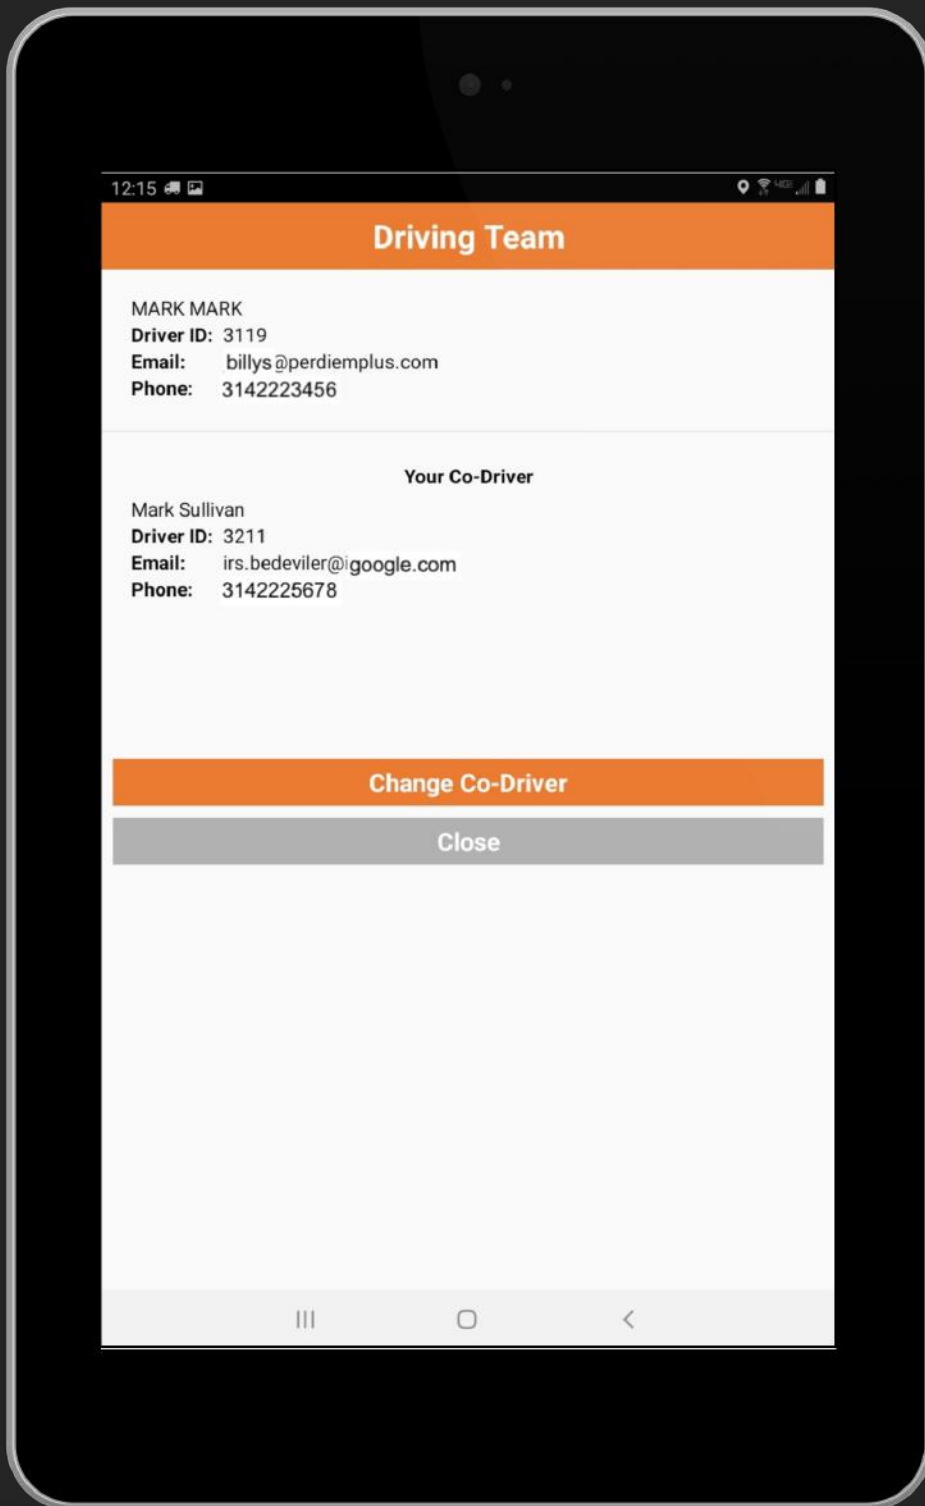 12:15
Driving Team
MARK MARK
Driver ID: 3119
Email: billys@perdiemplus.com
Phone: 3142223456
Your Co-Driver
Mark Sullivan
Driver ID: 3211
Email: irs.bedeviler@igoogle.com
Phone: 3142225678
Change Co-Driver
Close